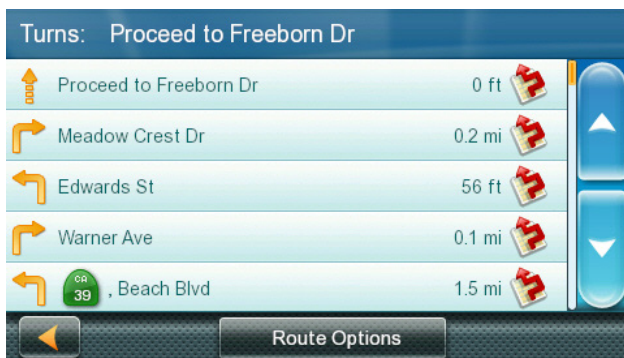 Turns: Proceed to Freeborn Dr
Proceed to Freeborn Dr 0 ft
Meadow Crest Dr 0.2 mi
Edwards St 56 ft
Warner Ave 0.1 mi
CA 39 , Beach Blvd 1.5 mi
Route Options